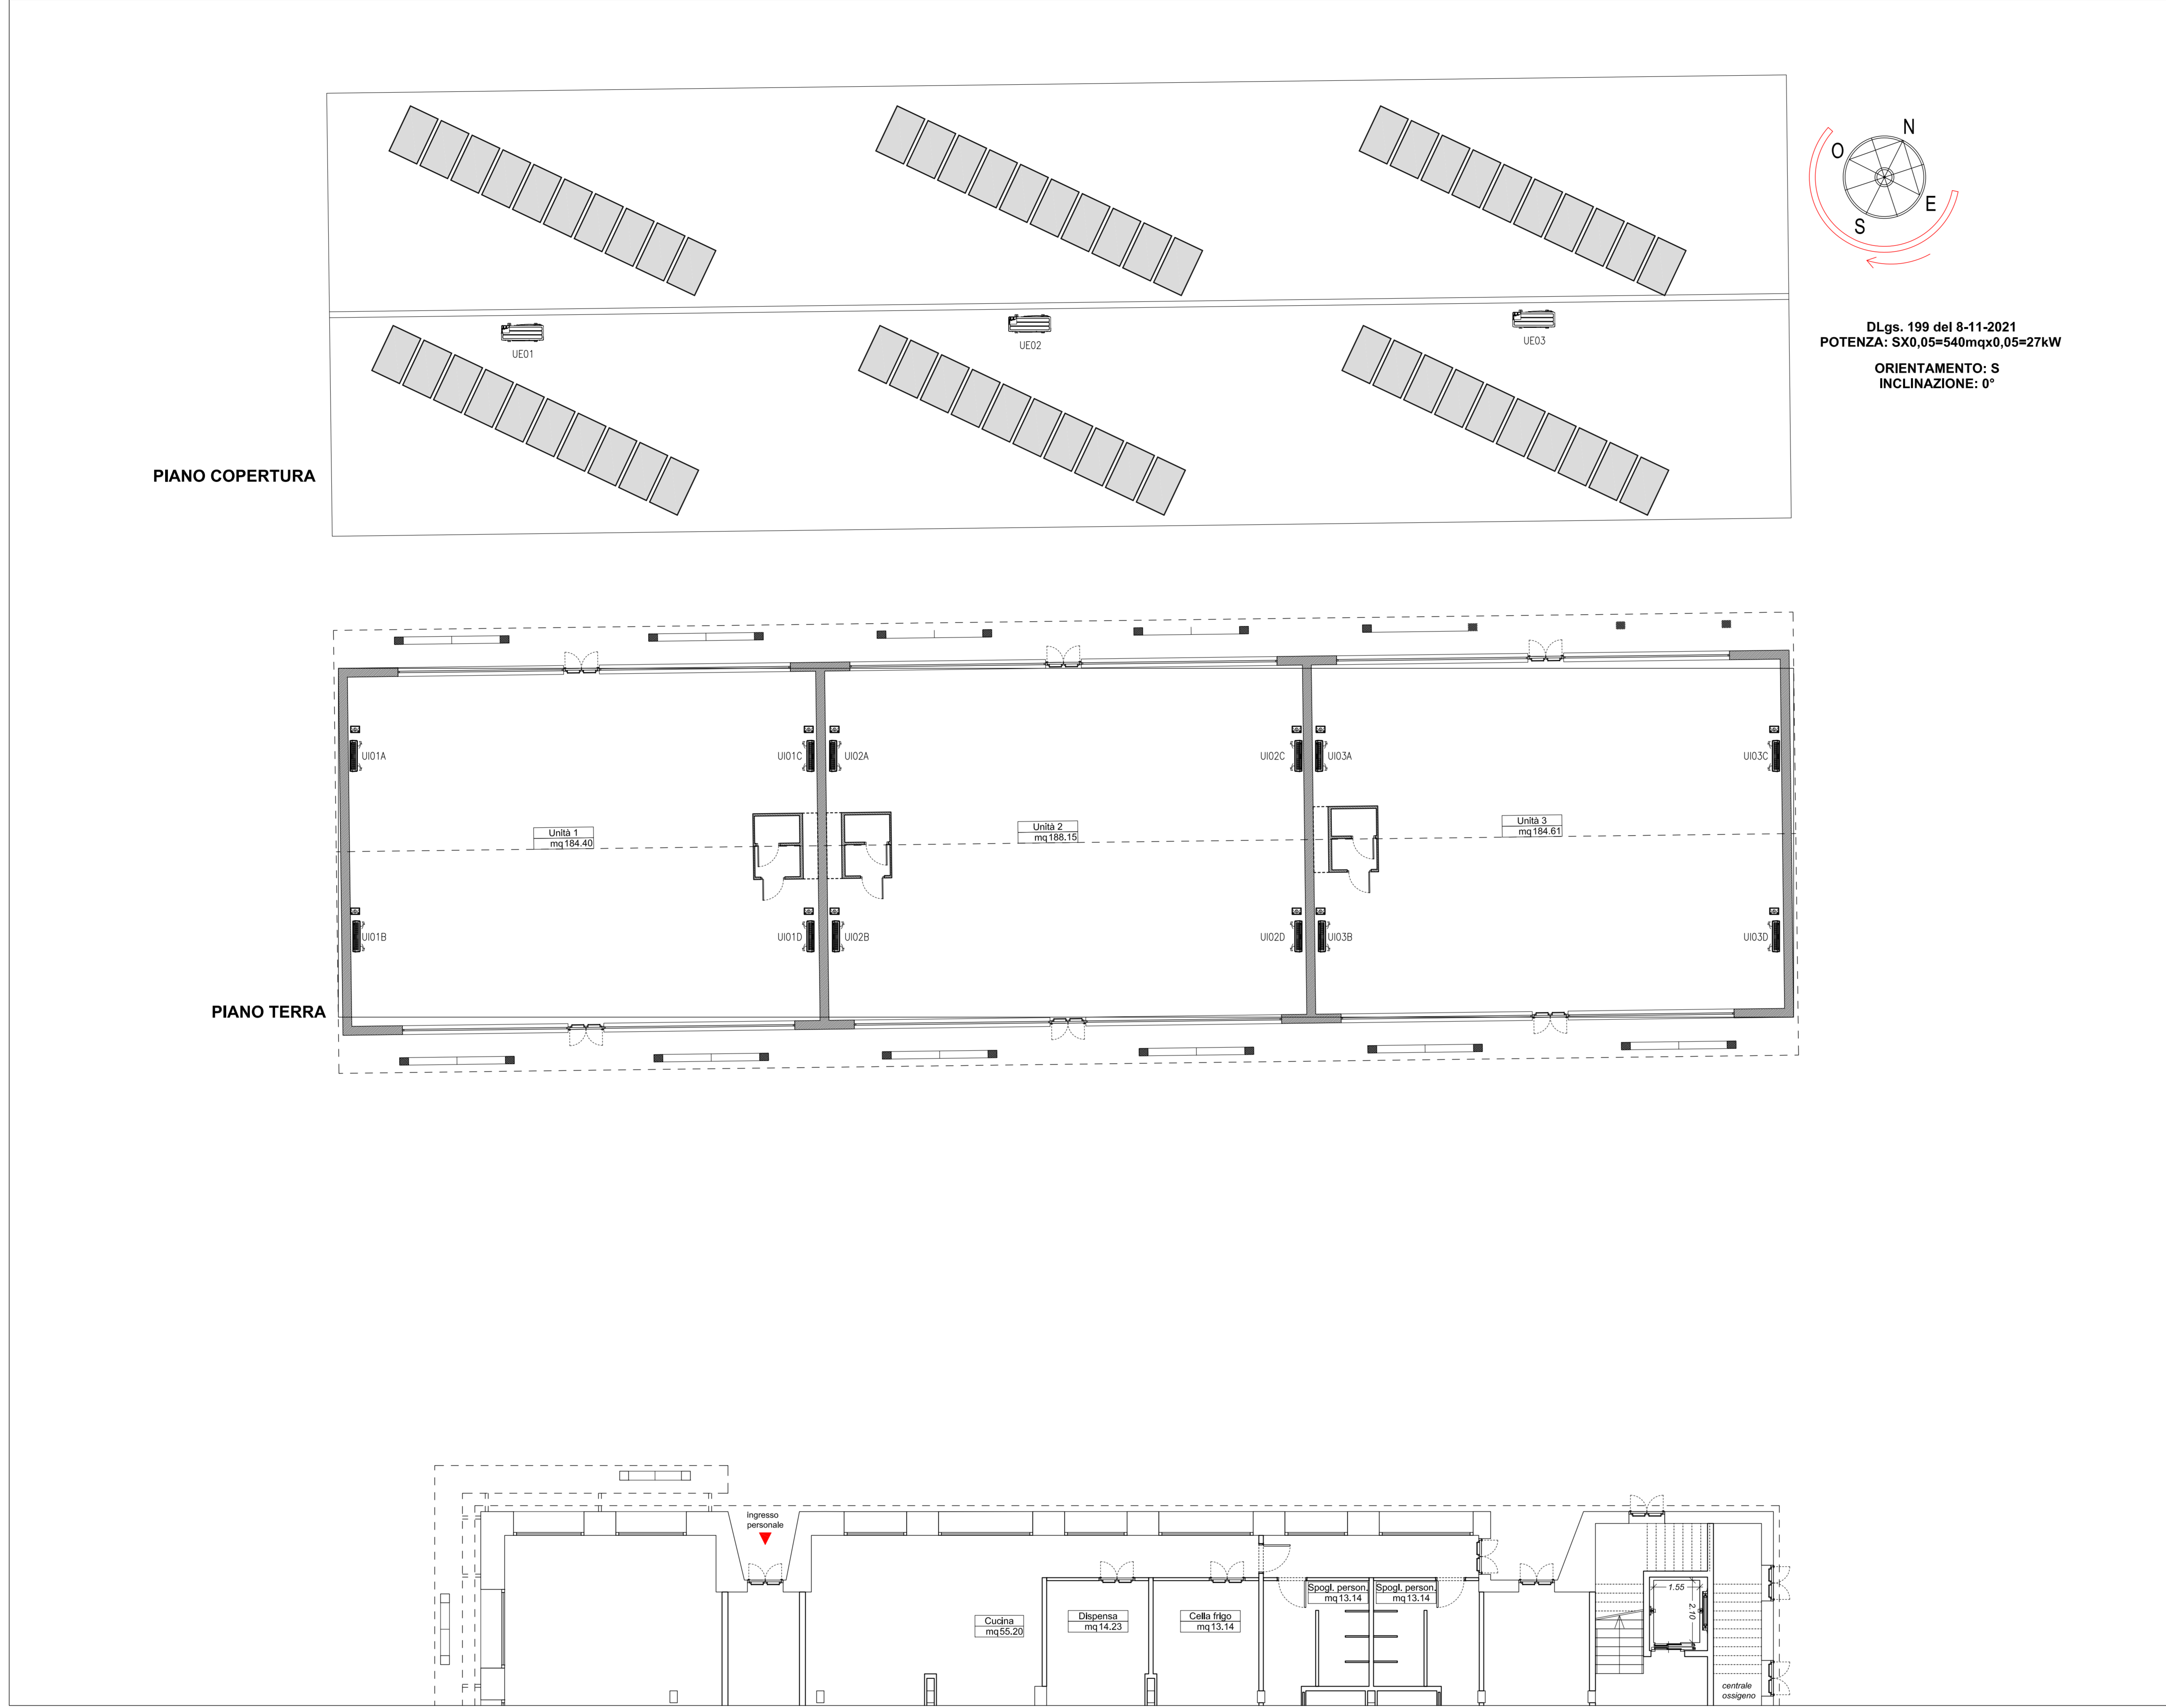 N
O
E
S
UE01
UE02
UE03
DLgs. 199 del 8-11-2021
POTENZA: SX0,05=540mqx0,05=27kW
ORIENTAMENTO: S
INCLINAZIONE: 0°
PIANO COPERTURA
UI01A
UI01C
UI02A
UI02C
UI03A
UI03C
Unità 1
mq 184.40
Unità 2
mq 188.15
Unità 3
mq 184.61
UI01B
UI01D
UI02B
UI02D
UI03B
UI03D
PIANO TERRA
ingresso
personale
Cucina
mq 55.20
Dispensa
mq 14.23
Cella frigo
mq 13.14
Spogl. person.
mq 13.14
Spogl. person.
mq 13.14
1.55
2.10
centrale
ossigeno